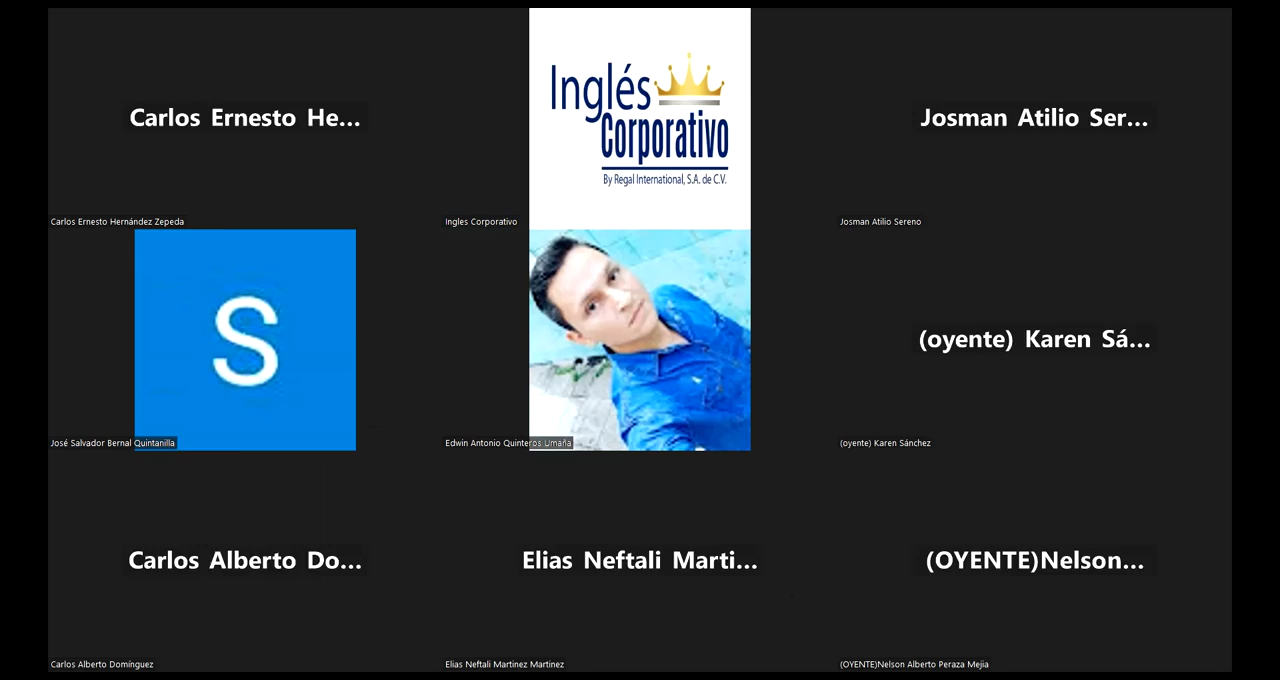 Carlos Ernesto He...
Carlos Ernesto Hernández Zepeda
Inglés
Corporativo
By Regal International, S.A. de C.V.
Ingles Corporativo
Josman Atilio Ser...
Josman Atilio Sereno
S
José Salvador Bernal Quintanilla
Edwin Antonio Quinteros Umaña
(oyente) Karen Sá...
(oyente) Karen Sánchez
Carlos Alberto Do...
Carlos Alberto Domínguez
Elias Neftali Marti...
Elias Neftali Martinez Martinez
(OYENTE)Nelson...
(OYENTE)Nelson Alberto Peraza Mejia